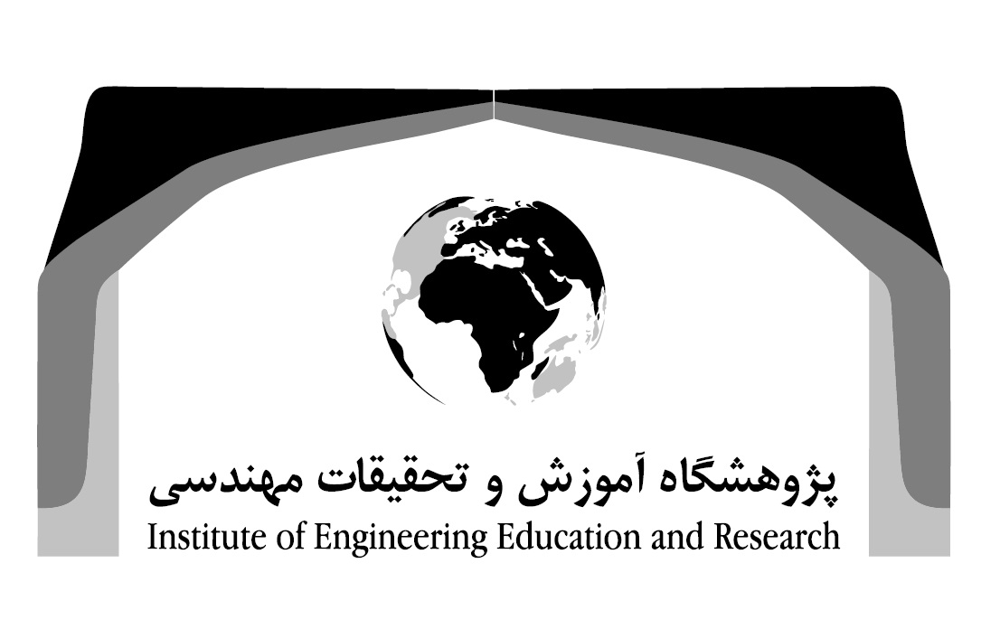 پژوهشگاه آموزش و تحقیقات مهندسی
Institute of Engineering Education and Research